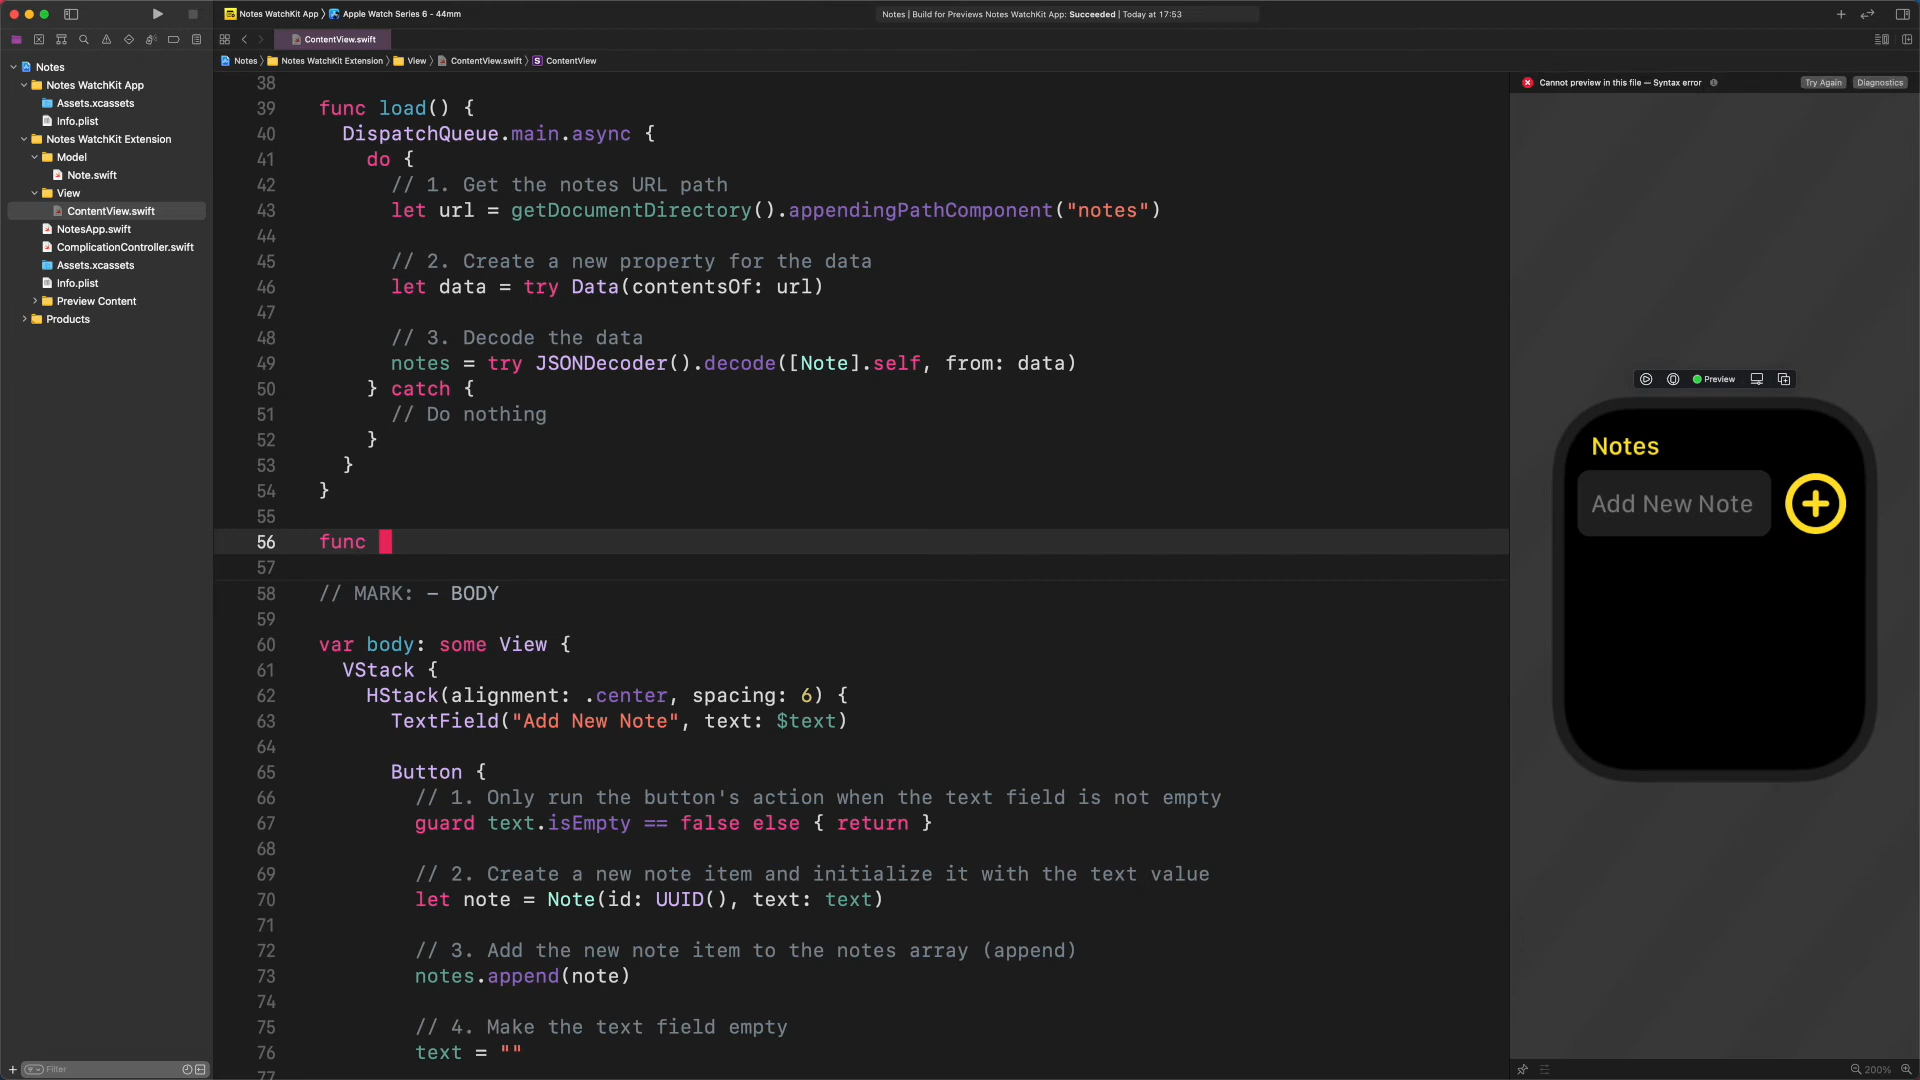 Notes WatchKit App
Apple Watch Series 6 - 44mm
Notes | Build for Previews Notes WatchKit App: Succeeded | Today at 17:53
ContentView.swift
Notes
Notes WatchKit Extension
View
ContentView.swift
S
ContentView
Notes
Notes WatchKit App
Assets.xcassets
Info.plist
Notes WatchKit Extension
Model
Note.swift
View
ContentView.swift
NotesApp.swift
ComplicationController.swift
Assets.xcassets
Info.plist
Preview Content
Products
Filter
38
39 func load() {
40 DispatchQueue.main.async {
41 do {
42 // 1. Get the notes URL path
43 let url = getDocumentDirectory().appendingPathComponent("notes")
44
45 // 2. Create a new property for the data
46 let data = try Data(contentsOf: url)
47
48 // 3. Decode the data
49 notes = try JSONDecoder().decode([Note].self, from: data)
50 } catch {
51 // Do nothing
52 }
53 }
54 }
55
56 func
57
58 // MARK: - BODY
59
60 var body: some View {
61 VStack {
62 HStack(alignment: .center, spacing: 6) {
63 TextField("Add New Note", text: $text)
64
65 Button {
66 // 1. Only run the button's action when the text field is not empty
67 guard text.isEmpty == false else { return }
68
69 // 2. Create a new note item and initialize it with the text value
70 let note = Note(id: UUID(), text: text)
71
72 // 3. Add the new note item to the notes array (append)
73 notes.append(note)
74
75 // 4. Make the text field empty
76 text = ""
77
Cannot preview in this file — Syntax error
Try Again
Diagnostics
Preview
Notes
Add New Note
200%